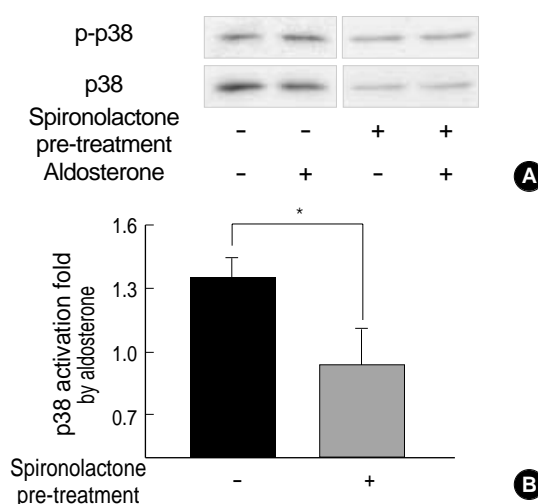 p-p38
p38
Spironolactone
pre-treatment
- - + +
Aldosterone
- + - +
A
1.6
*
1.3
1.0
0.7
p38 activation fold
by aldosterone
Spironolactone
pre-treatment
- +
B